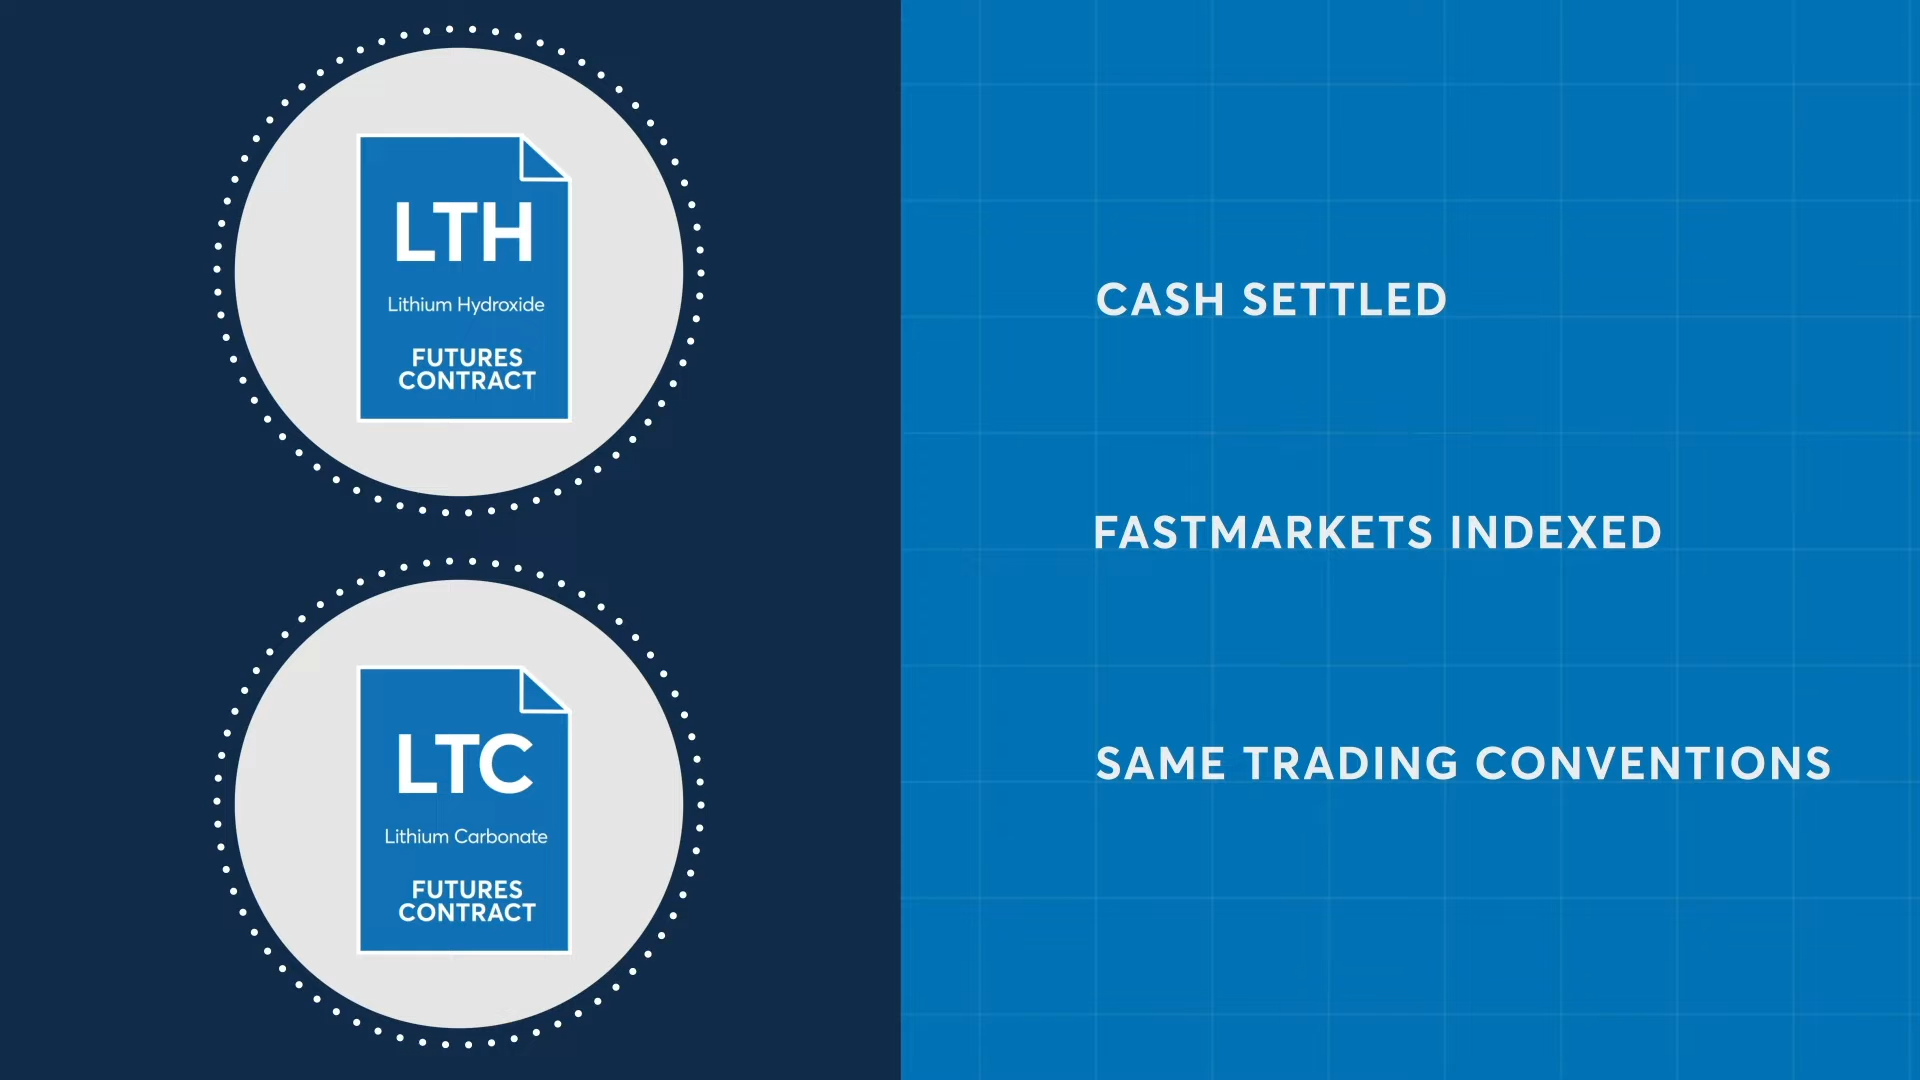 LTH
Lithium Hydroxide
FUTURES
CONTRACT
LTC
Lithium Carbonate
FUTURES
CONTRACT
CASH SETTLED
FASTMARKETS INDEXED
SAME TRADING CONVENTIONS